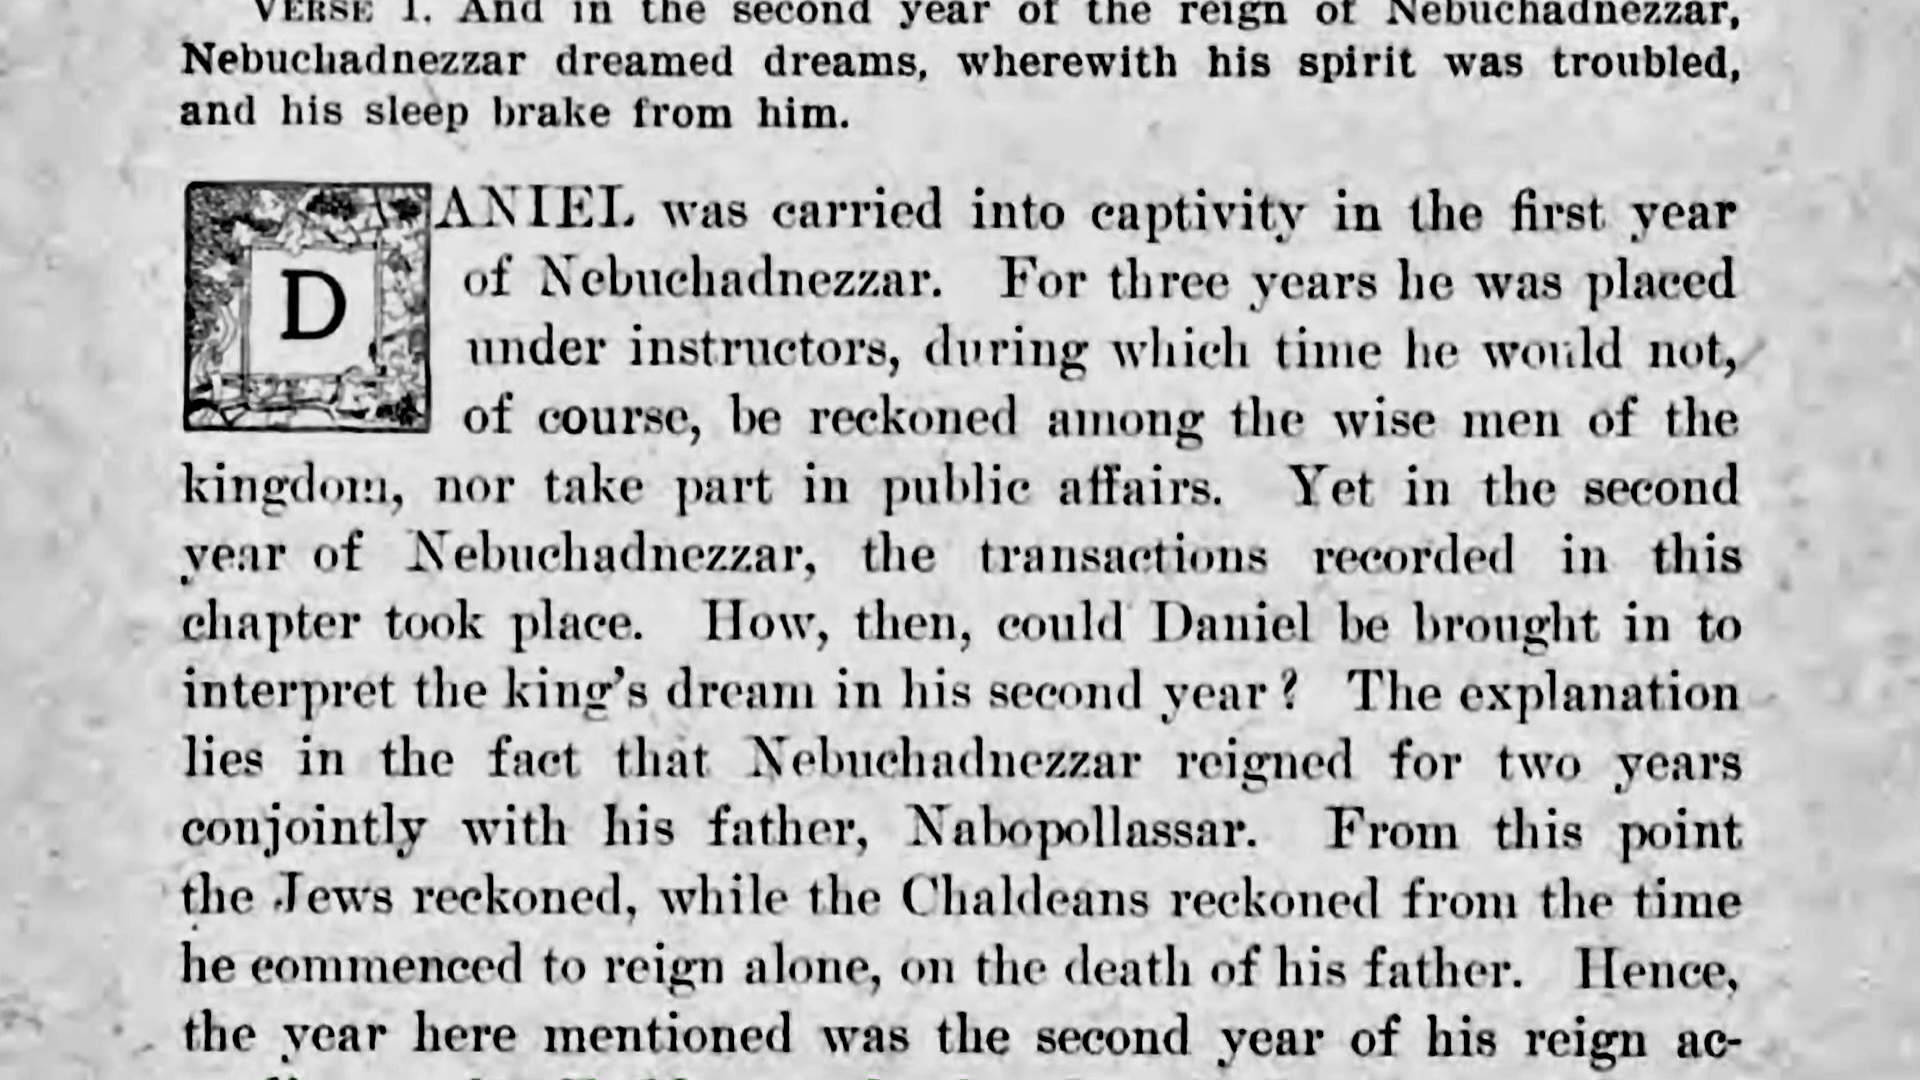 VERSE 1. And in the second year of the reign of Nebuchadnezzar,
Nebuchadnezzar dreamed dreams, wherewith his spirit was troubled,
and his sleep brake from him.
DANIEL was carried into captivity in the first year
of Nebuchadnezzar. For three years he was placed
under instructors, during which time he would not,
of course, be reckoned among the wise men of the
kingdom, nor take part in public affairs. Yet in the second
year of Nebuchadnezzar, the transactions recorded in this
chapter took place. How, then, could Daniel be brought in to
interpret the king's dream in his second year? The explanation
lies in the fact that Nebuchadnezzar reigned for two years
conjointly with his father, Nabopollassar. From this point
the Jews reckoned, while the Chaldeans reckoned from the time
he commenced to reign alone, on the death of his father. Hence,
the year here mentioned was the second year of his reign ac-